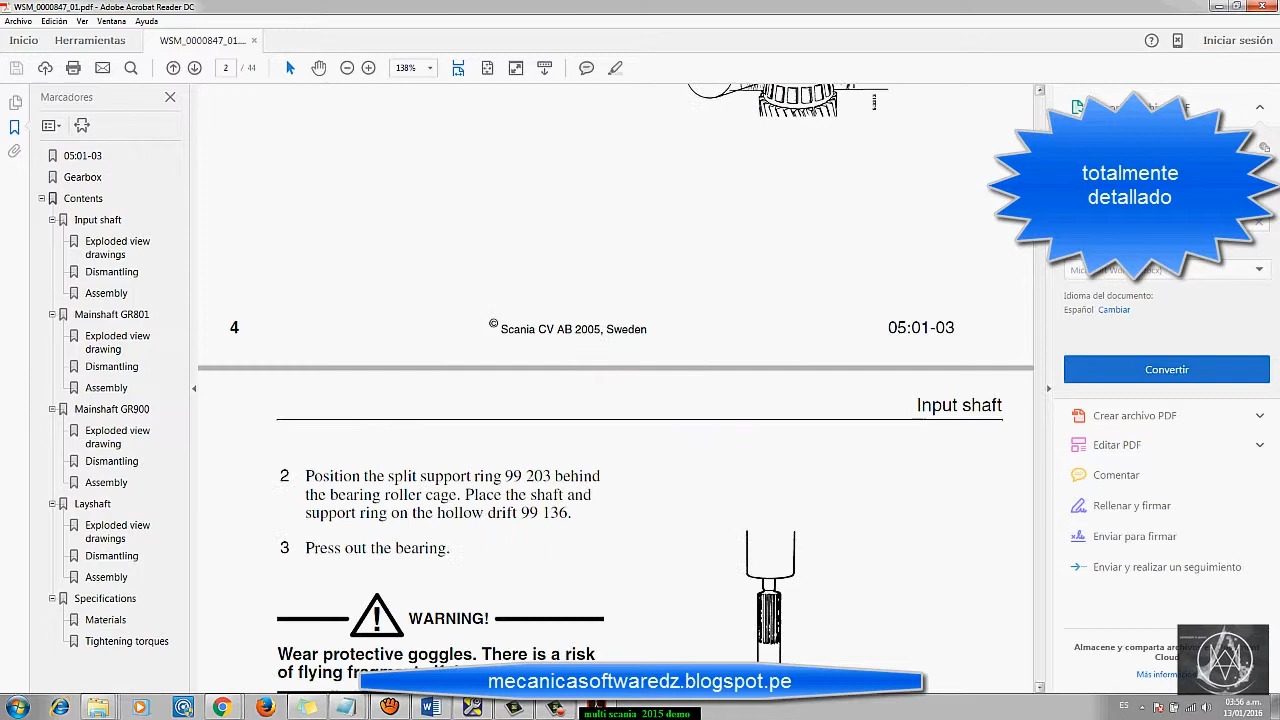 WSM_0000847_01.pdf - Adobe Acrobat Reader DC
Archivo Edición Ver Ventana Ayuda
Inicio Herramientas WSM_0000847_01.... × Iniciar sesión
2 / 44 138%
Marcadores
05:01-03
Gearbox
Contents
Input shaft
Exploded view
drawings
Dismantling
Assembly
Mainshaft GR801
Exploded view
drawing
Dismantling
Assembly
Mainshaft GR900
Exploded view
drawing
Dismantling
Assembly
Layshaft
Exploded view
drawings
Dismantling
Assembly
Specifications
Materials
Tightening torques
4 © Scania CV AB 2005, Sweden 05:01-03
Input shaft
2 Position the split support ring 99 203 behind
the bearing roller cage. Place the shaft and
support ring on the hollow drift 99 136.
3 Press out the bearing.
WARNING!
Wear protective goggles. There is a risk
of flying
totalmente
detallado
Idioma del documento:
Español Cambiar
Convertir
Crear archivo PDF
Editar PDF
Comentar
Rellenar y firmar
Enviar para firmar
Enviar y realizar un seguimiento
Almacene y comparta
Más
mecanicasoftwaredz.blogspot.pe
multi scania 2015 demo
ES 03:56 a.m.
13/01/2016